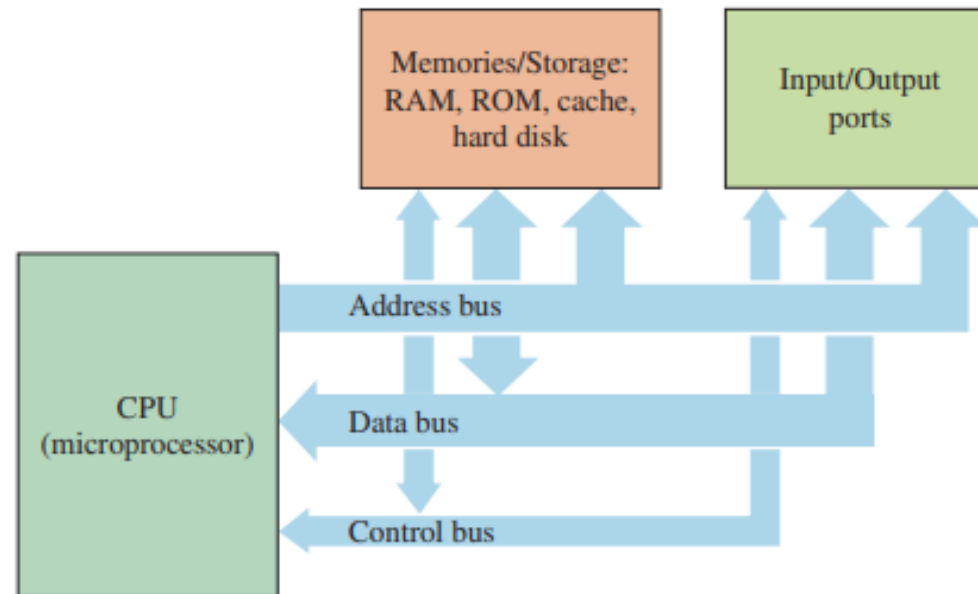 Memories/Storage:
RAM, ROM, cache,
hard disk
Input/Output
ports
Address bus
CPU
(microprocessor)
Data bus
Control bus